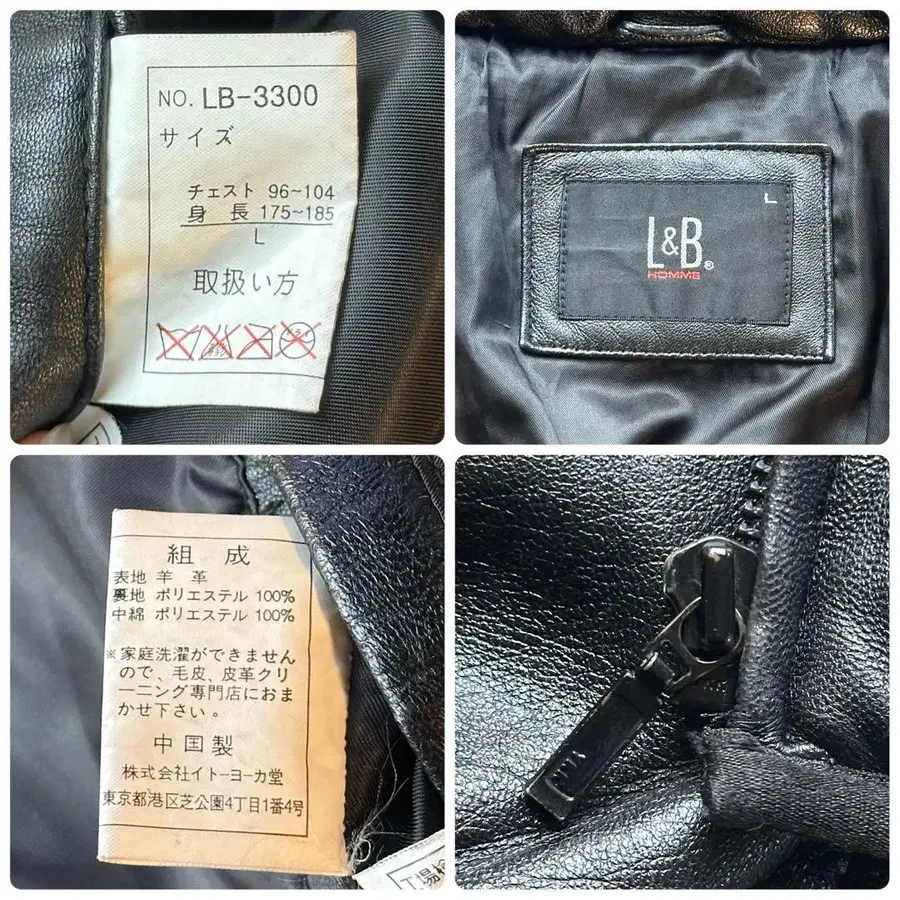 NO. LB-3300
サイズ
チェスト 96~104
身長 175~185
L
取扱い方
L
L&B®
HOMME
組成
表地 羊革
裏地 ポリエステル 100%
中綿 ポリエステル 100%
※家庭洗濯ができません
ので、毛皮、皮革クリ
ーニング専門店におま
かせ下さい。
中国製
株式会社イトーヨーカ堂
東京都港区芝公園4丁目1番4号
工場検
YKK